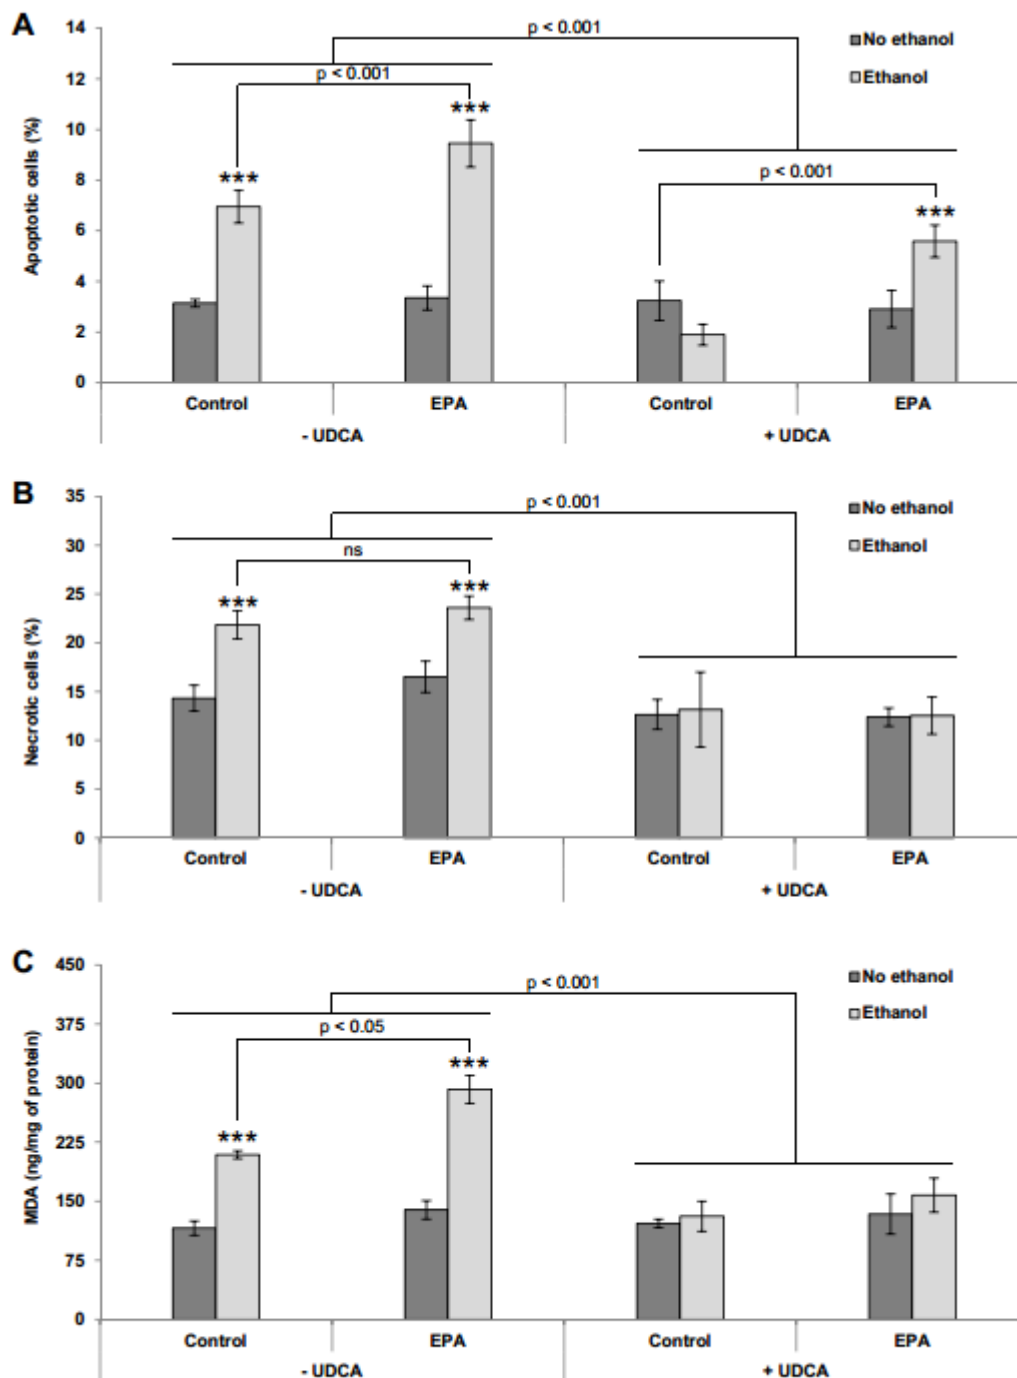 A
14
p < 0.001
No ethanol
12
p < 0.001
Ethanol
***
10
Apoptotic cells (%)
8
***
p < 0.001
6
***
4
2
0
Control EPA Control EPA
- UDCA + UDCA
B
35
p < 0.001
No ethanol
30
ns
Ethanol
25
*** ***
Necrotic cells (%)
20
15
10
5
0
Control EPA Control EPA
- UDCA + UDCA
C
450
p < 0.001
No ethanol
375
p < 0.05
Ethanol
***
300
MDA (ng/mg of protein)
225
***
150
75
0
Control EPA Control EPA
- UDCA + UDCA